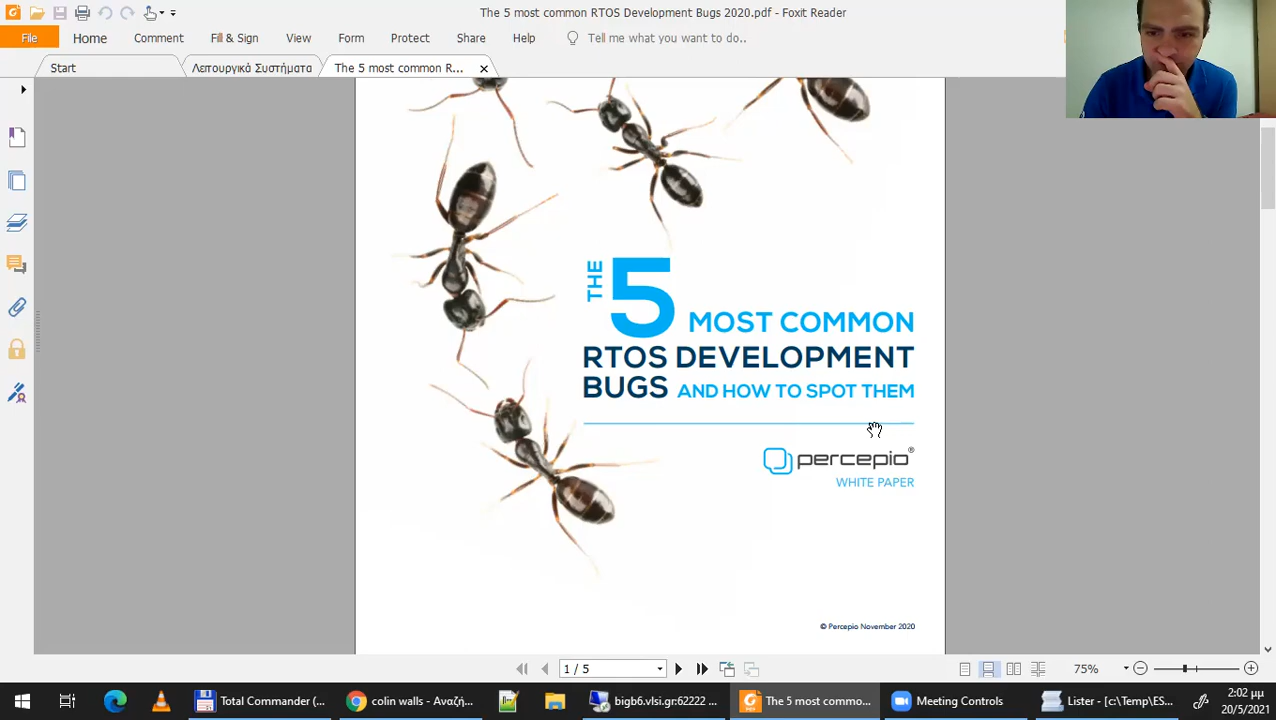 The 5 most common RTOS Development Bugs 2020.pdf - Foxit Reader
File Home Comment Fill & Sign View Form Protect Share Help Tell me what you want to do..
Start Λειτουργικά Συστήματα The 5 most common R...
THE 5 MOST COMMON
RTOS DEVELOPMENT
BUGS AND HOW TO SPOT THEM
percepio®
WHITE PAPER
© Percepio November 2020
1 / 5 75%
Total Commander (... colin walls - Αναζή... bigb6.vlsi.gr:62222 ... The 5 most commo... Meeting Controls Lister - [c:\Temp\ES... 2:02 μμ
20/5/2021